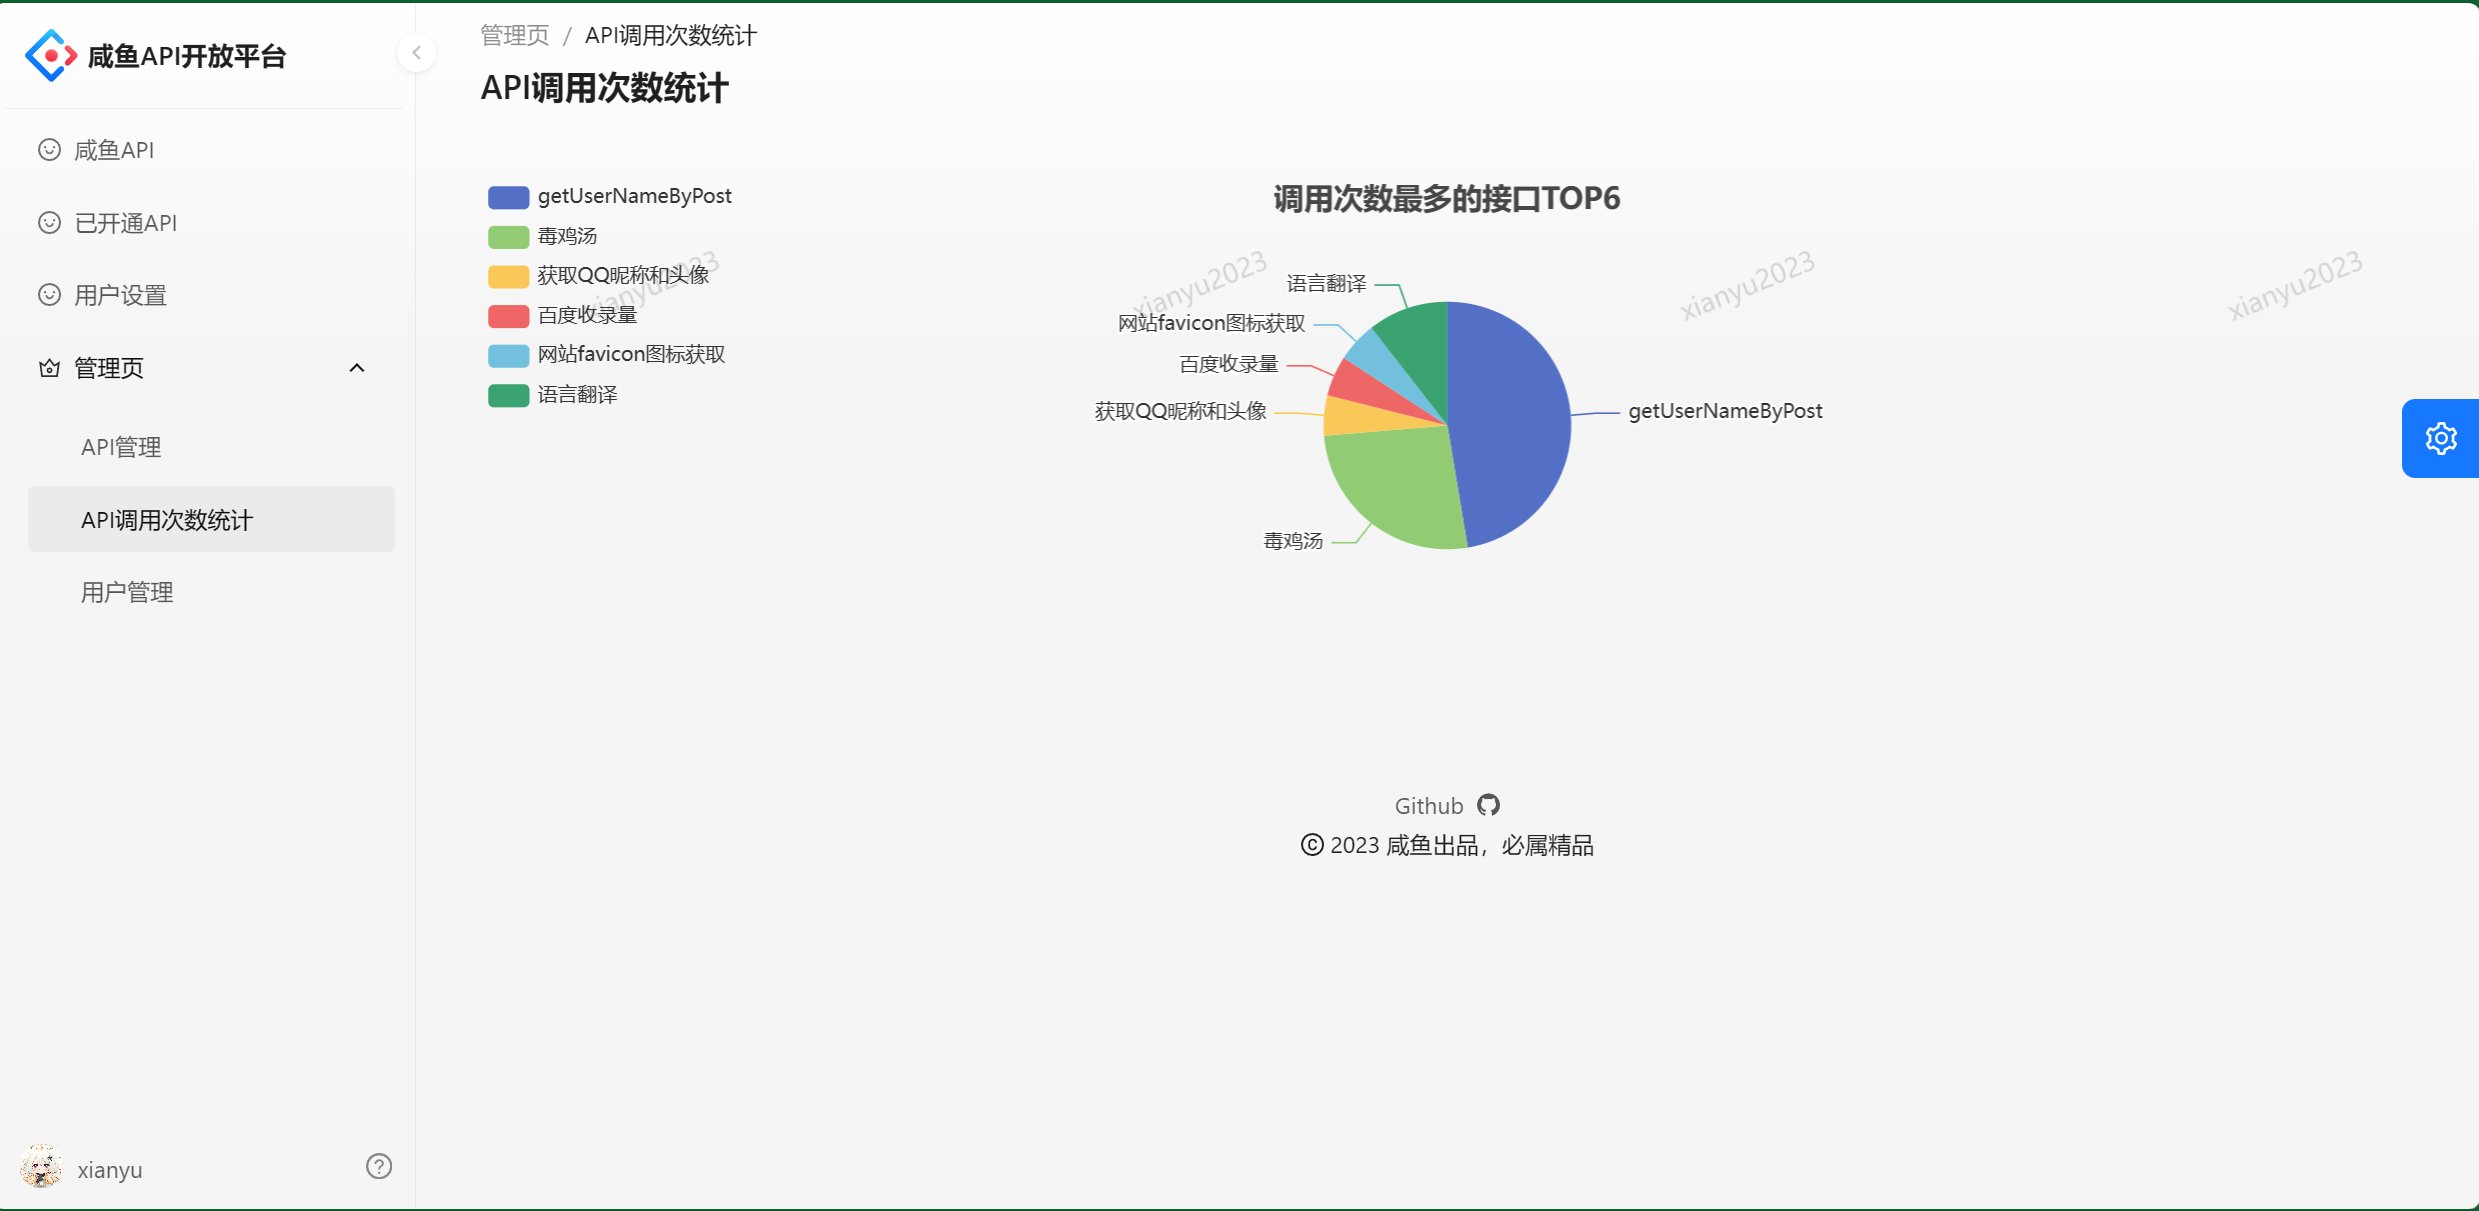 咸鱼API开放平台
咸鱼API
已开通API
用户设置
管理页
API管理
API调用次数统计
用户管理
xianyu
管理页 / API调用次数统计
API调用次数统计
getUserNameByPost
毒鸡汤
获取QQ昵称和头像
百度收录量
网站favicon图标获取
语言翻译
调用次数最多的接口TOP6
语言翻译
网站favicon图标获取
百度收录量
获取QQ昵称和头像
毒鸡汤
getUserNameByPost
xianyu2023
xianyu2023
xianyu2023
xianyu2023
Github
© 2023 咸鱼出品，必属精品